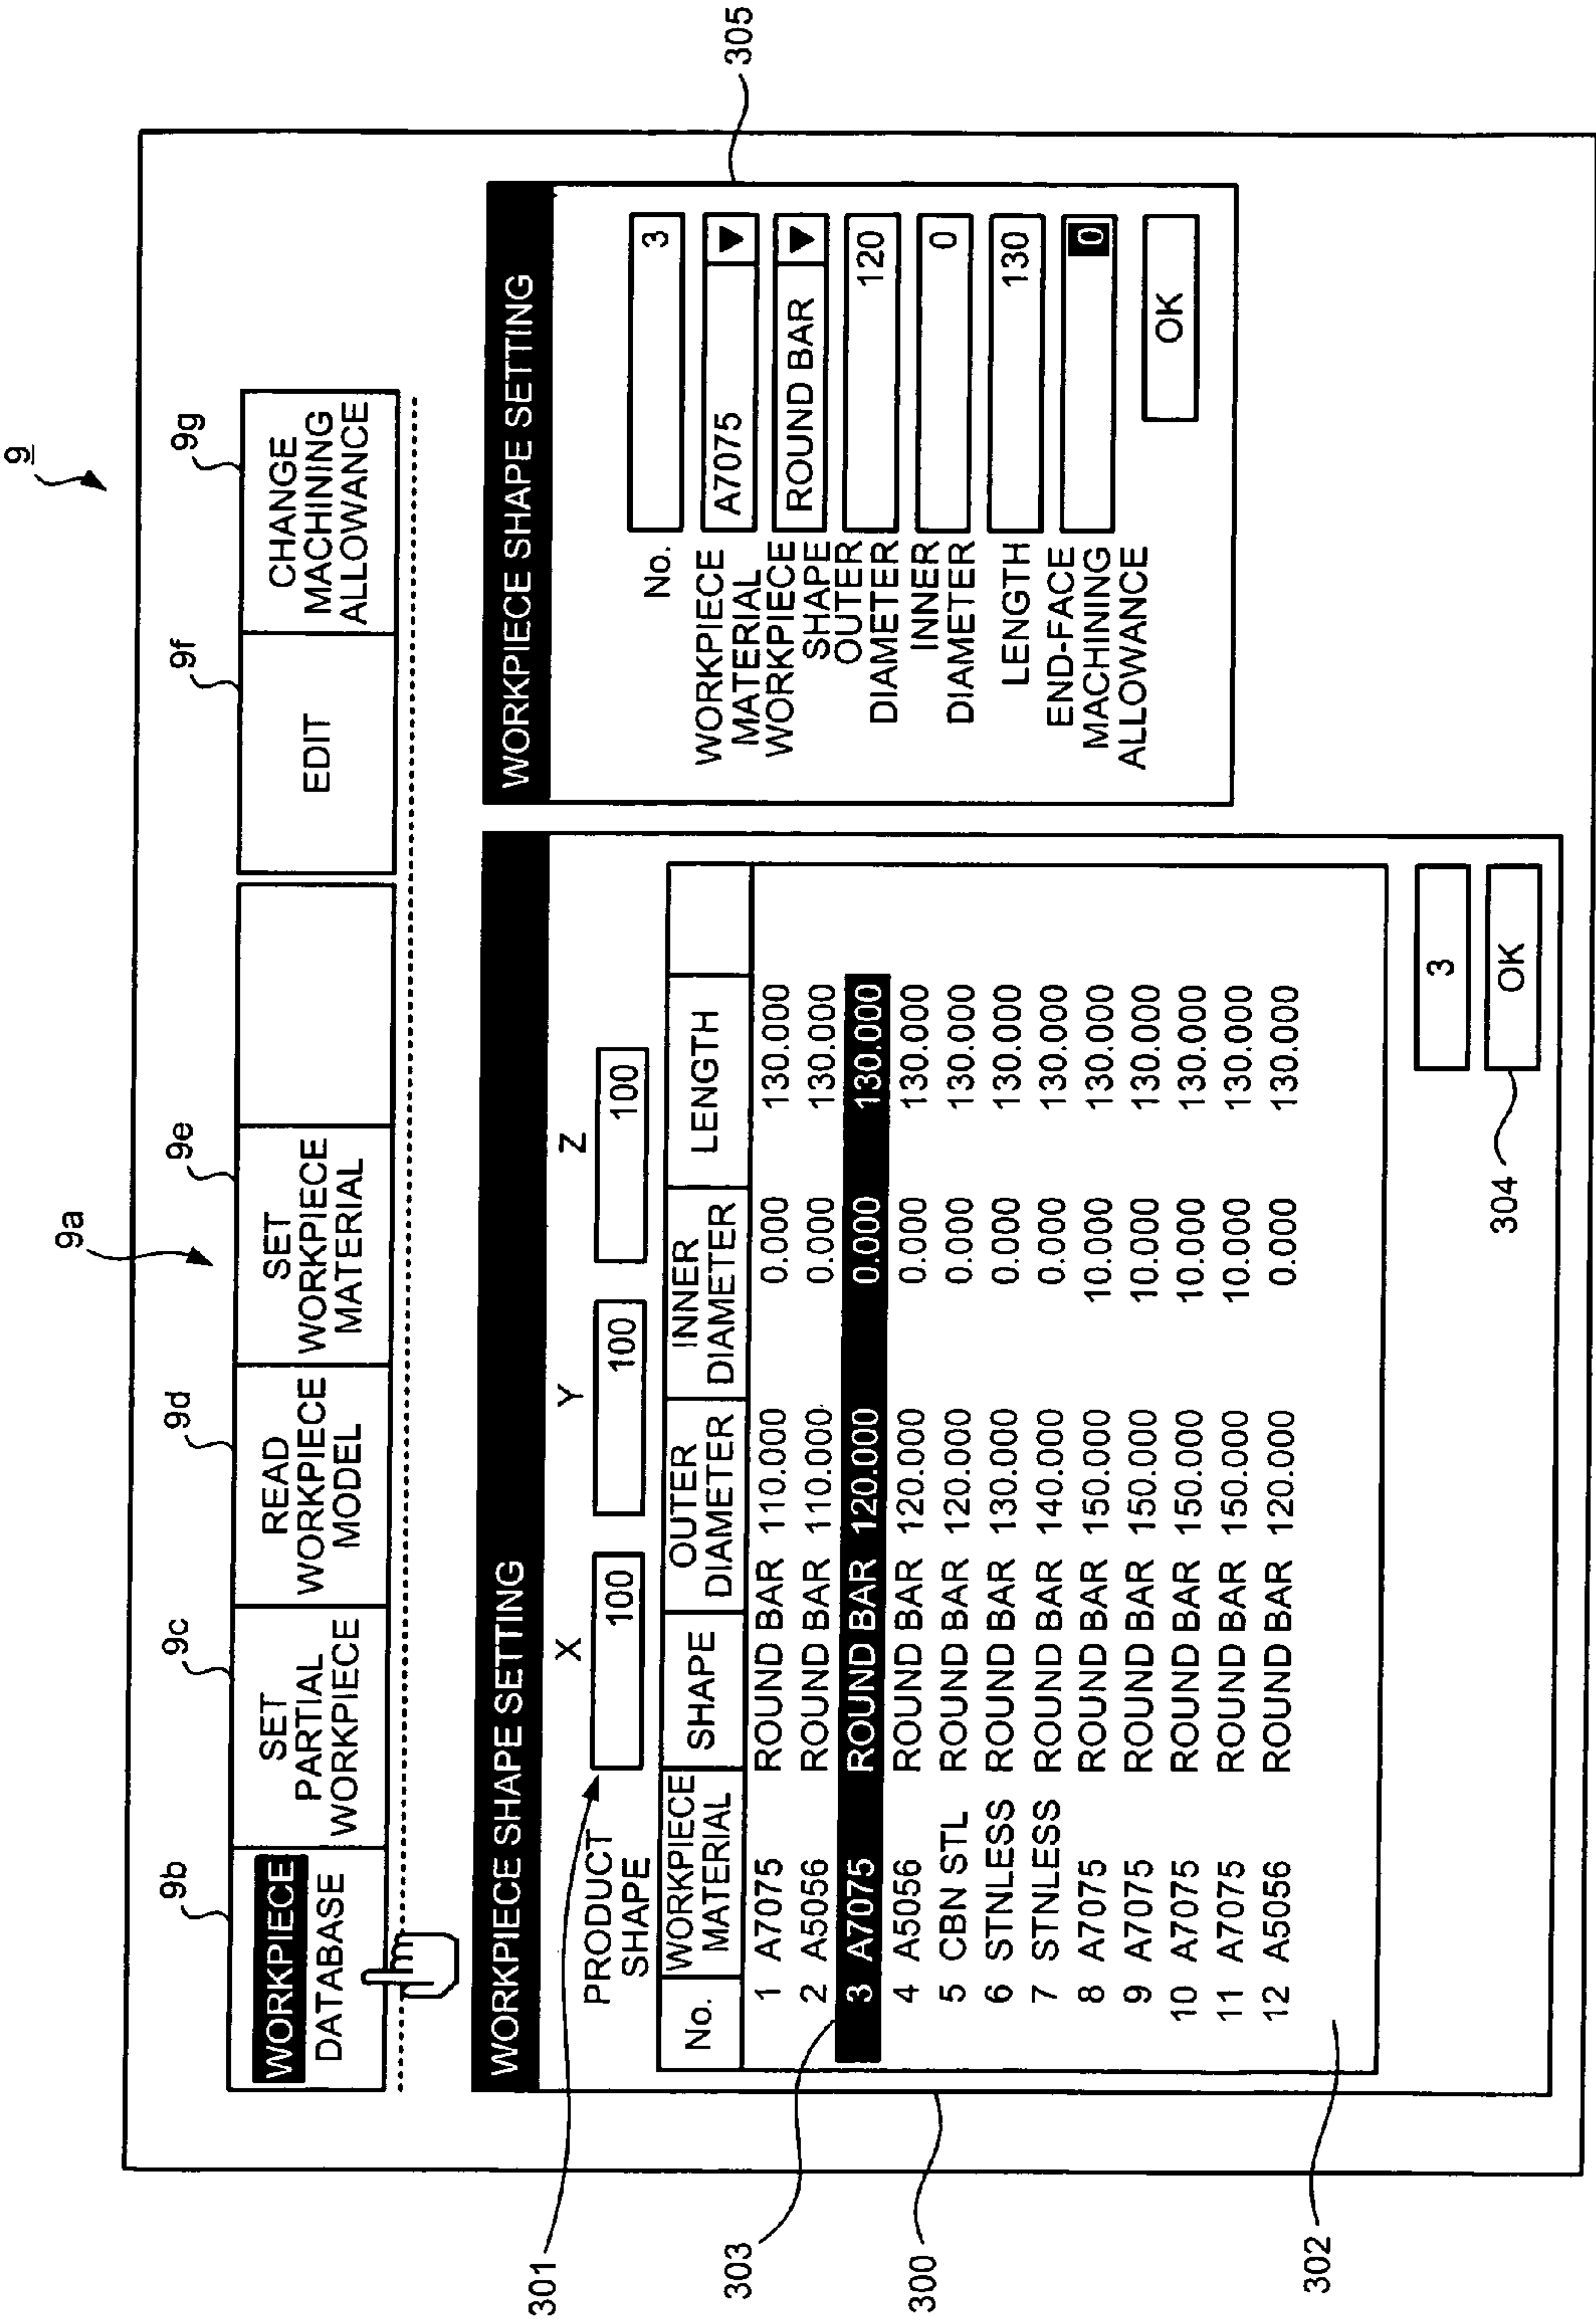 9
9a
9b
9c
9d
9e
9f
9g
WORKPIECE
DATABASE
SET
PARTIAL
WORKPIECE
READ
WORKPIECE
MODEL
SET
WORKPIECE
MATERIAL
EDIT
CHANGE
MACHINING
ALLOWANCE
WORKPIECE SHAPE SETTING
PRODUCT
SHAPE
X
100
Y
100
Z
100
No.
WORKPIECE
MATERIAL
SHAPE
OUTER
DIAMETER
INNER
DIAMETER
LENGTH
1 A7075 ROUND BAR 110.000 0.000 130.000
2 A5056 ROUND BAR 110.000 0.000 130.000
3 A7075 ROUND BAR 120.000 0.000 130.000
4 A5056 ROUND BAR 120.000 0.000 130.000
5 CBN STL ROUND BAR 120.000 0.000 130.000
6 STNLESS ROUND BAR 130.000 0.000 130.000
7 STNLESS ROUND BAR 140.000 0.000 130.000
8 A7075 ROUND BAR 150.000 10.000 130.000
9 A7075 ROUND BAR 150.000 10.000 130.000
10 A7075 ROUND BAR 150.000 10.000 130.000
11 A7075 ROUND BAR 150.000 10.000 130.000
12 A5056 ROUND BAR 120.000 0.000 130.000
3
OK
WORKPIECE SHAPE SETTING
No. 3
WORKPIECE
MATERIAL
A7075 ▼
WORKPIECE
SHAPE
ROUND BAR ▼
OUTER
DIAMETER
120
INNER
DIAMETER
0
LENGTH 130
END-FACE
MACHINING
ALLOWANCE
0
OK
301
303
300
302
304
305